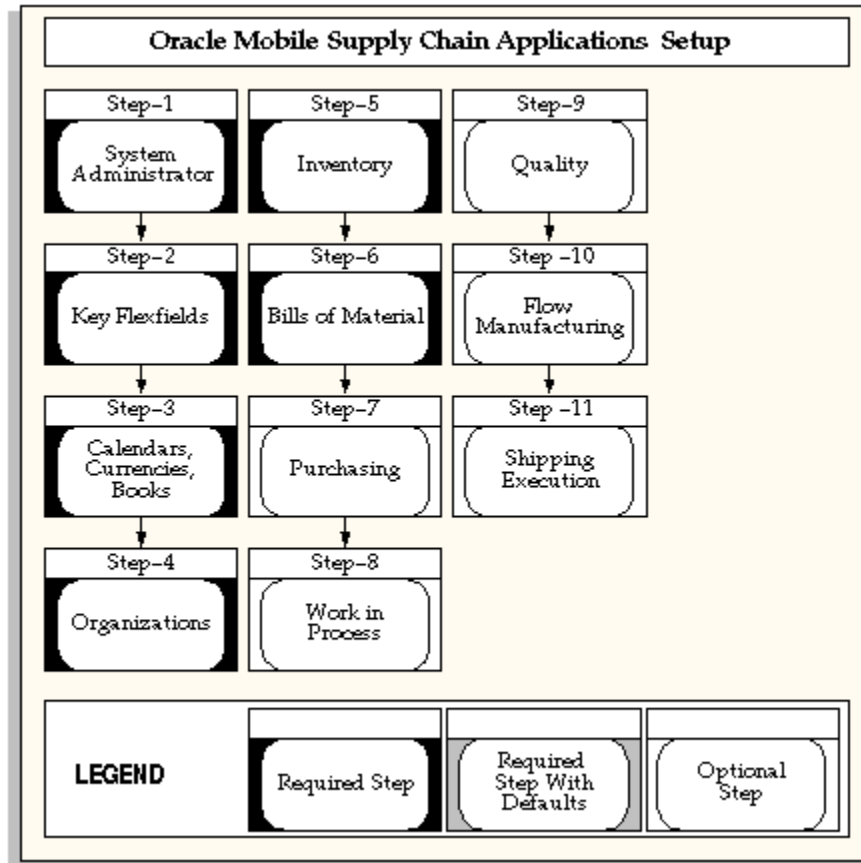 Oracle Mobile Supply Chain Applications Setup
Step-1
System
Administrator
Step-2
Key Flexfields
Step-3
Calendars,
Currencies,
Books
Step-4
Organizations
Step-5
Inventory
Step-6
Bills of Material
Step-7
Purchasing
Step-8
Work in
Process
Step-9
Quality
Step -10
Flow
Manufacturing
Step -11
Shipping
Execution
LEGEND
Required Step
Required
Step With
Defaults
Optional
Step